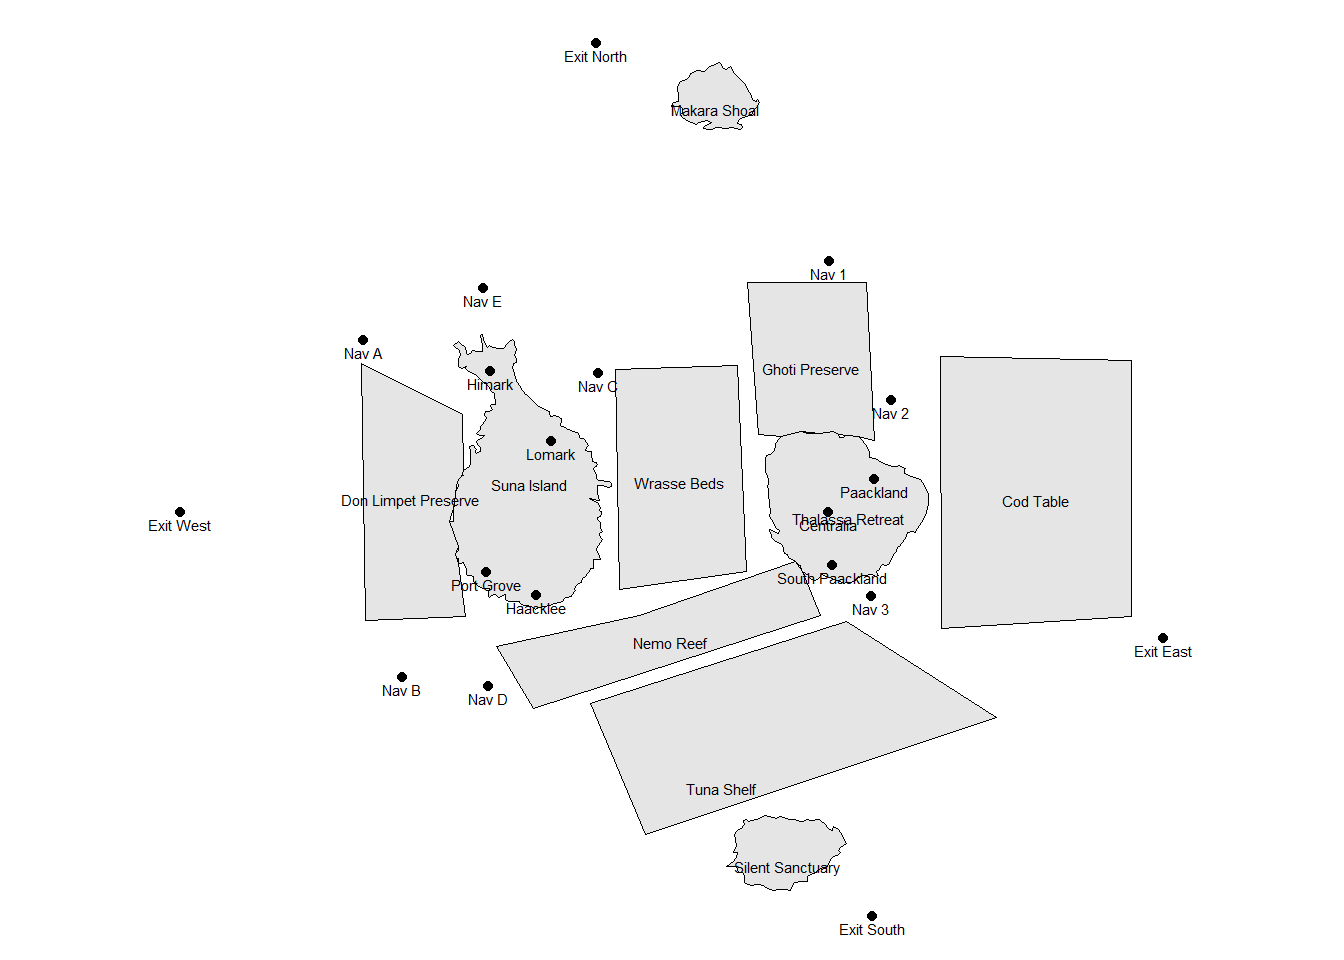 Exit North
Makara Shoal
Nav 1
Nav E
Nav A
Ghoti Preserve
Himark
Nav C
Nav 2
Lomark
Wrasse Beds
Suna Island
Paackland
Don Limpet Preserve
Cod Table
Thalassa Retreat
Exit West
Centralia
South Paackland
Port Grove
Haacklee
Nav 3
Nemo Reef
Exit East
Nav B
Nav D
Tuna Shelf
Silent Sanctuary
Exit South